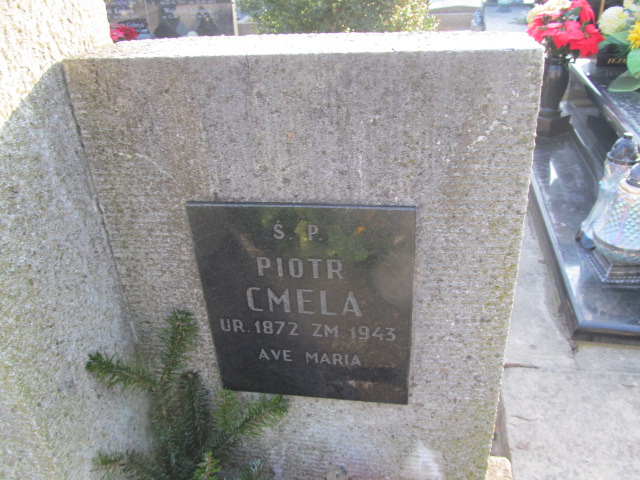 Ś. P.
PIOTR
CMELA
UR. 1872 ZM. 1943
AVE MARIA